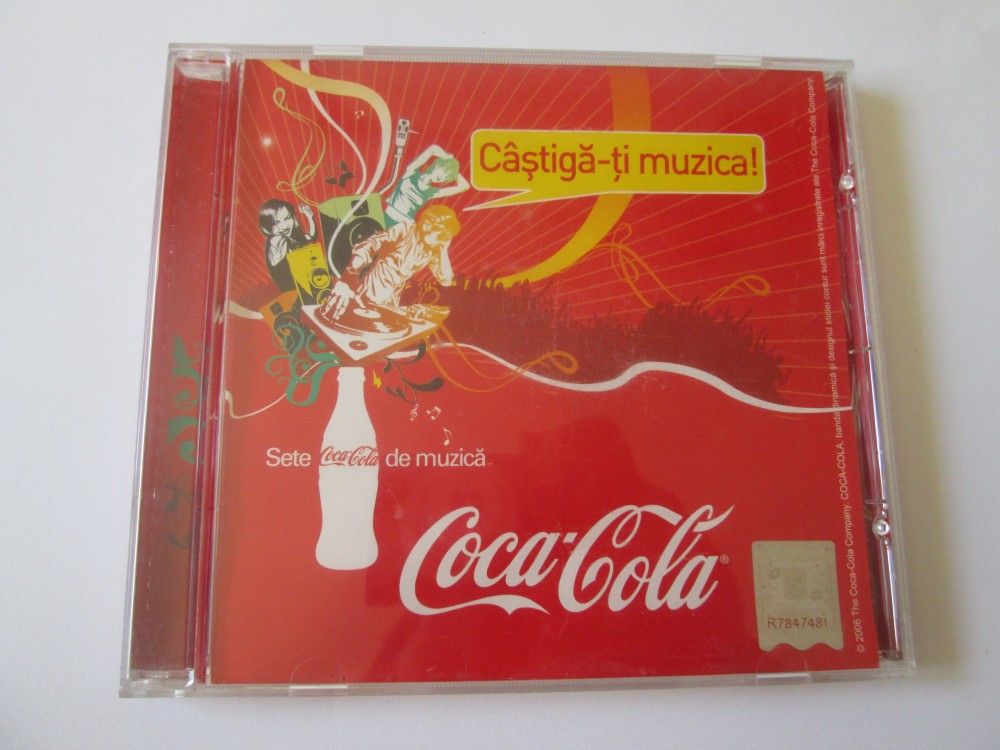 Câştigă-ţi muzica!
Sete Coca-Cola de muzică
Coca-Cola®
R7847481
© 2006 The Coca-Cola Company. COCA-COLA, banda dinamică şi designul sticlei contur sunt mărci înregistrate ale The Coca-Cola Company.